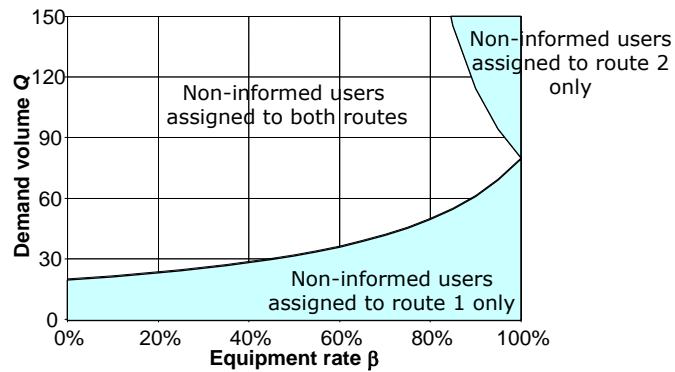 150
120
90
60
30
0
Demand volume Q
Non-informed users
assigned to both routes
Non-informed users
assigned to route 2
only
Non-informed users
assigned to route 1 only
0%
20%
40%
60%
80%
100%
Equipment rate β